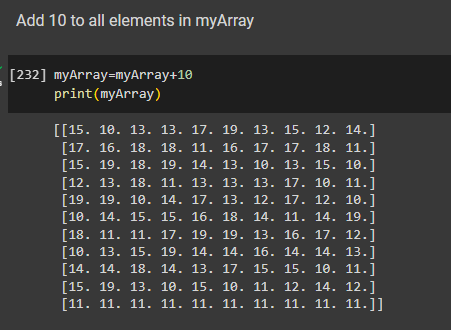 Add 10 to all elements in myArray
[232] myArray=myArray+10
print(myArray)
[[15. 10. 13. 13. 17. 19. 13. 15. 12. 14.]
[17. 16. 18. 18. 11. 16. 17. 17. 18. 11.]
[15. 19. 18. 19. 14. 13. 10. 13. 15. 10.]
[12. 13. 18. 11. 13. 13. 13. 17. 10. 11.]
[19. 19. 10. 14. 17. 13. 12. 17. 12. 10.]
[10. 14. 15. 15. 16. 18. 14. 11. 14. 19.]
[18. 11. 11. 17. 19. 19. 13. 16. 17. 12.]
[10. 13. 15. 19. 14. 14. 16. 14. 14. 13.]
[14. 14. 18. 14. 13. 17. 15. 15. 10. 11.]
[15. 19. 13. 10. 15. 10. 11. 12. 14. 12.]
[11. 11. 11. 11. 11. 11. 11. 11. 11. 11.]]